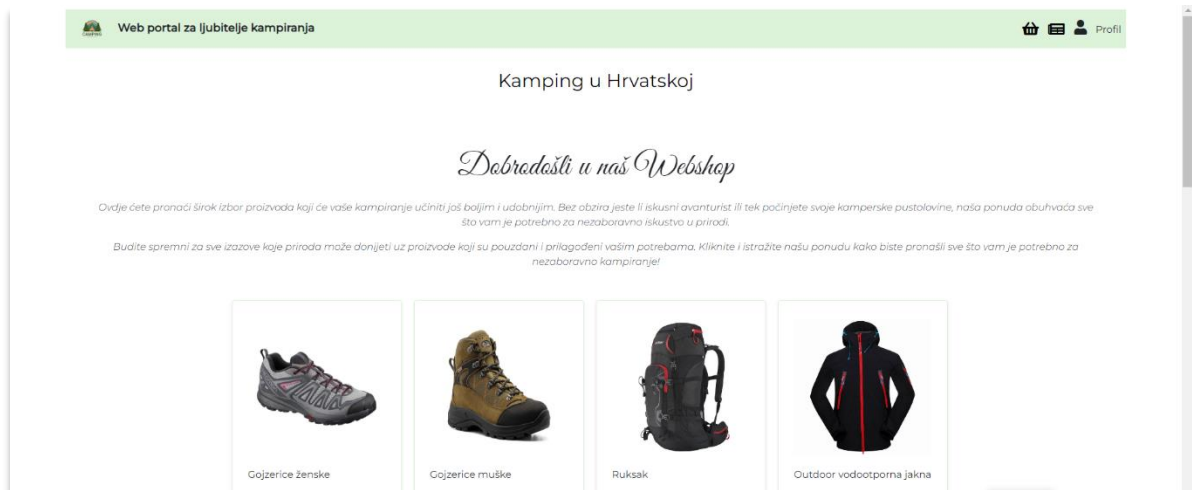 Web portal za ljubitelje kampiranja
Profil
Kamping u Hrvatskoj
Dobrodošli u naš Webshop
Ovdje ćete pronaći širok izbor proizvoda koji će vaše kampiranje učiniti još boljim i udobnijim. Bez obzira jeste li iskusni avanturist ili tek počinjete svoje kamperske pustolovine, naša ponuda obuhvaća sve
što vam je potrebno za nezaboravno iskustvo u prirodi.
Budite spremni za sve izazove koje priroda može donijeti uz proizvode koji su pouzdani i prilagođeni vašim potrebama. Kliknite i istražite našu ponudu kako biste pronašli sve što vam je potrebno za
nezaboravno kampiranje!
Gojzerice ženske
Gojzerice muške
Ruksak
Outdoor vodootporna jakna